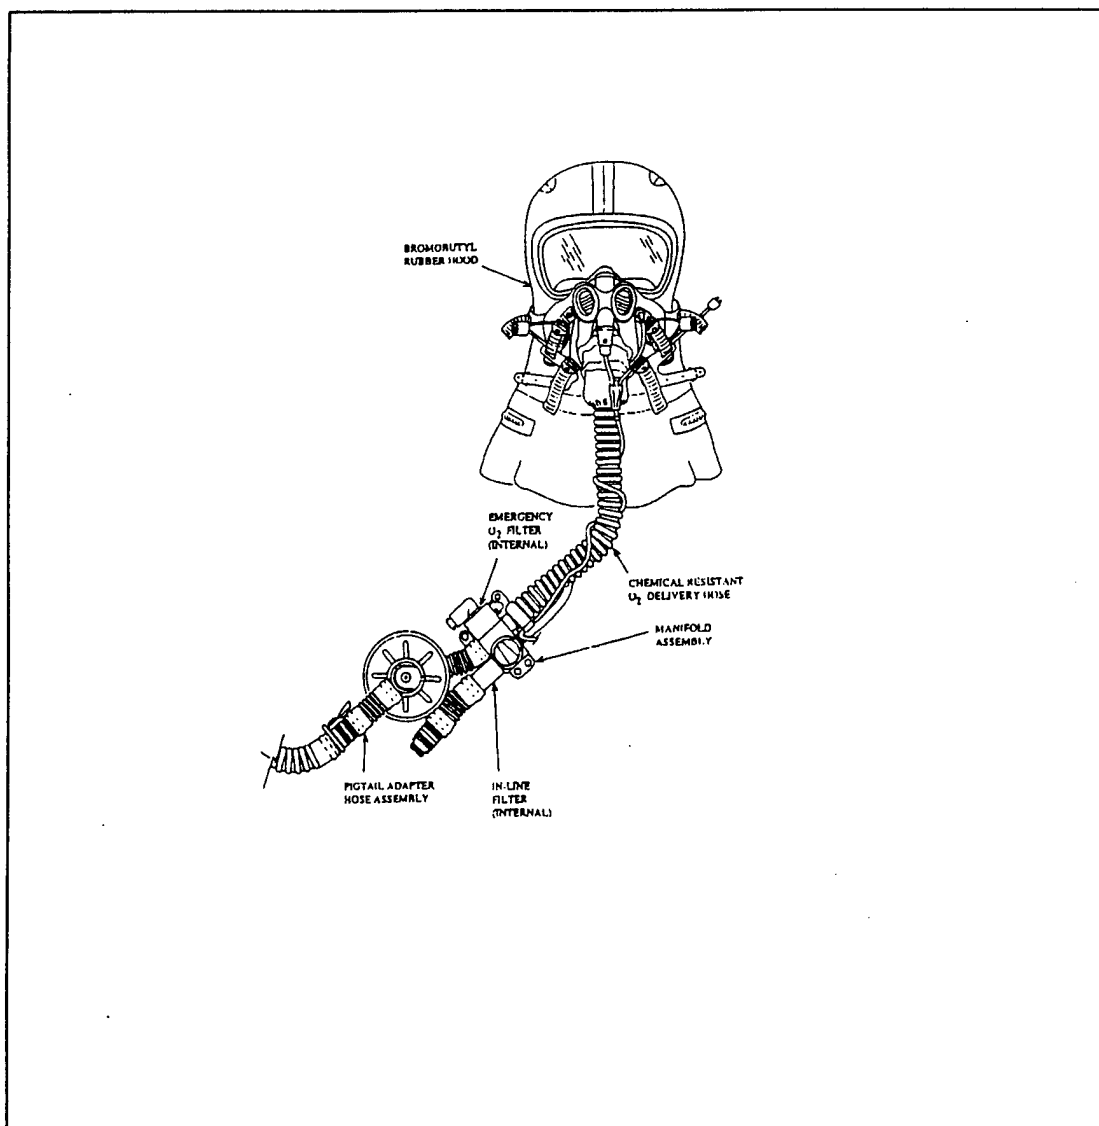 BROMOBUTYL
RUBBER HOOD
EMERGENCY
O₂ FILTER
(INTERNAL)
CHEMICAL RESISTANT
O₂ DELIVERY HOSE
MANIFOLD
ASSEMBLY
PIGTAIL ADAPTER
HOSE ASSEMBLY
IN-LINE
FILTER
(INTERNAL)